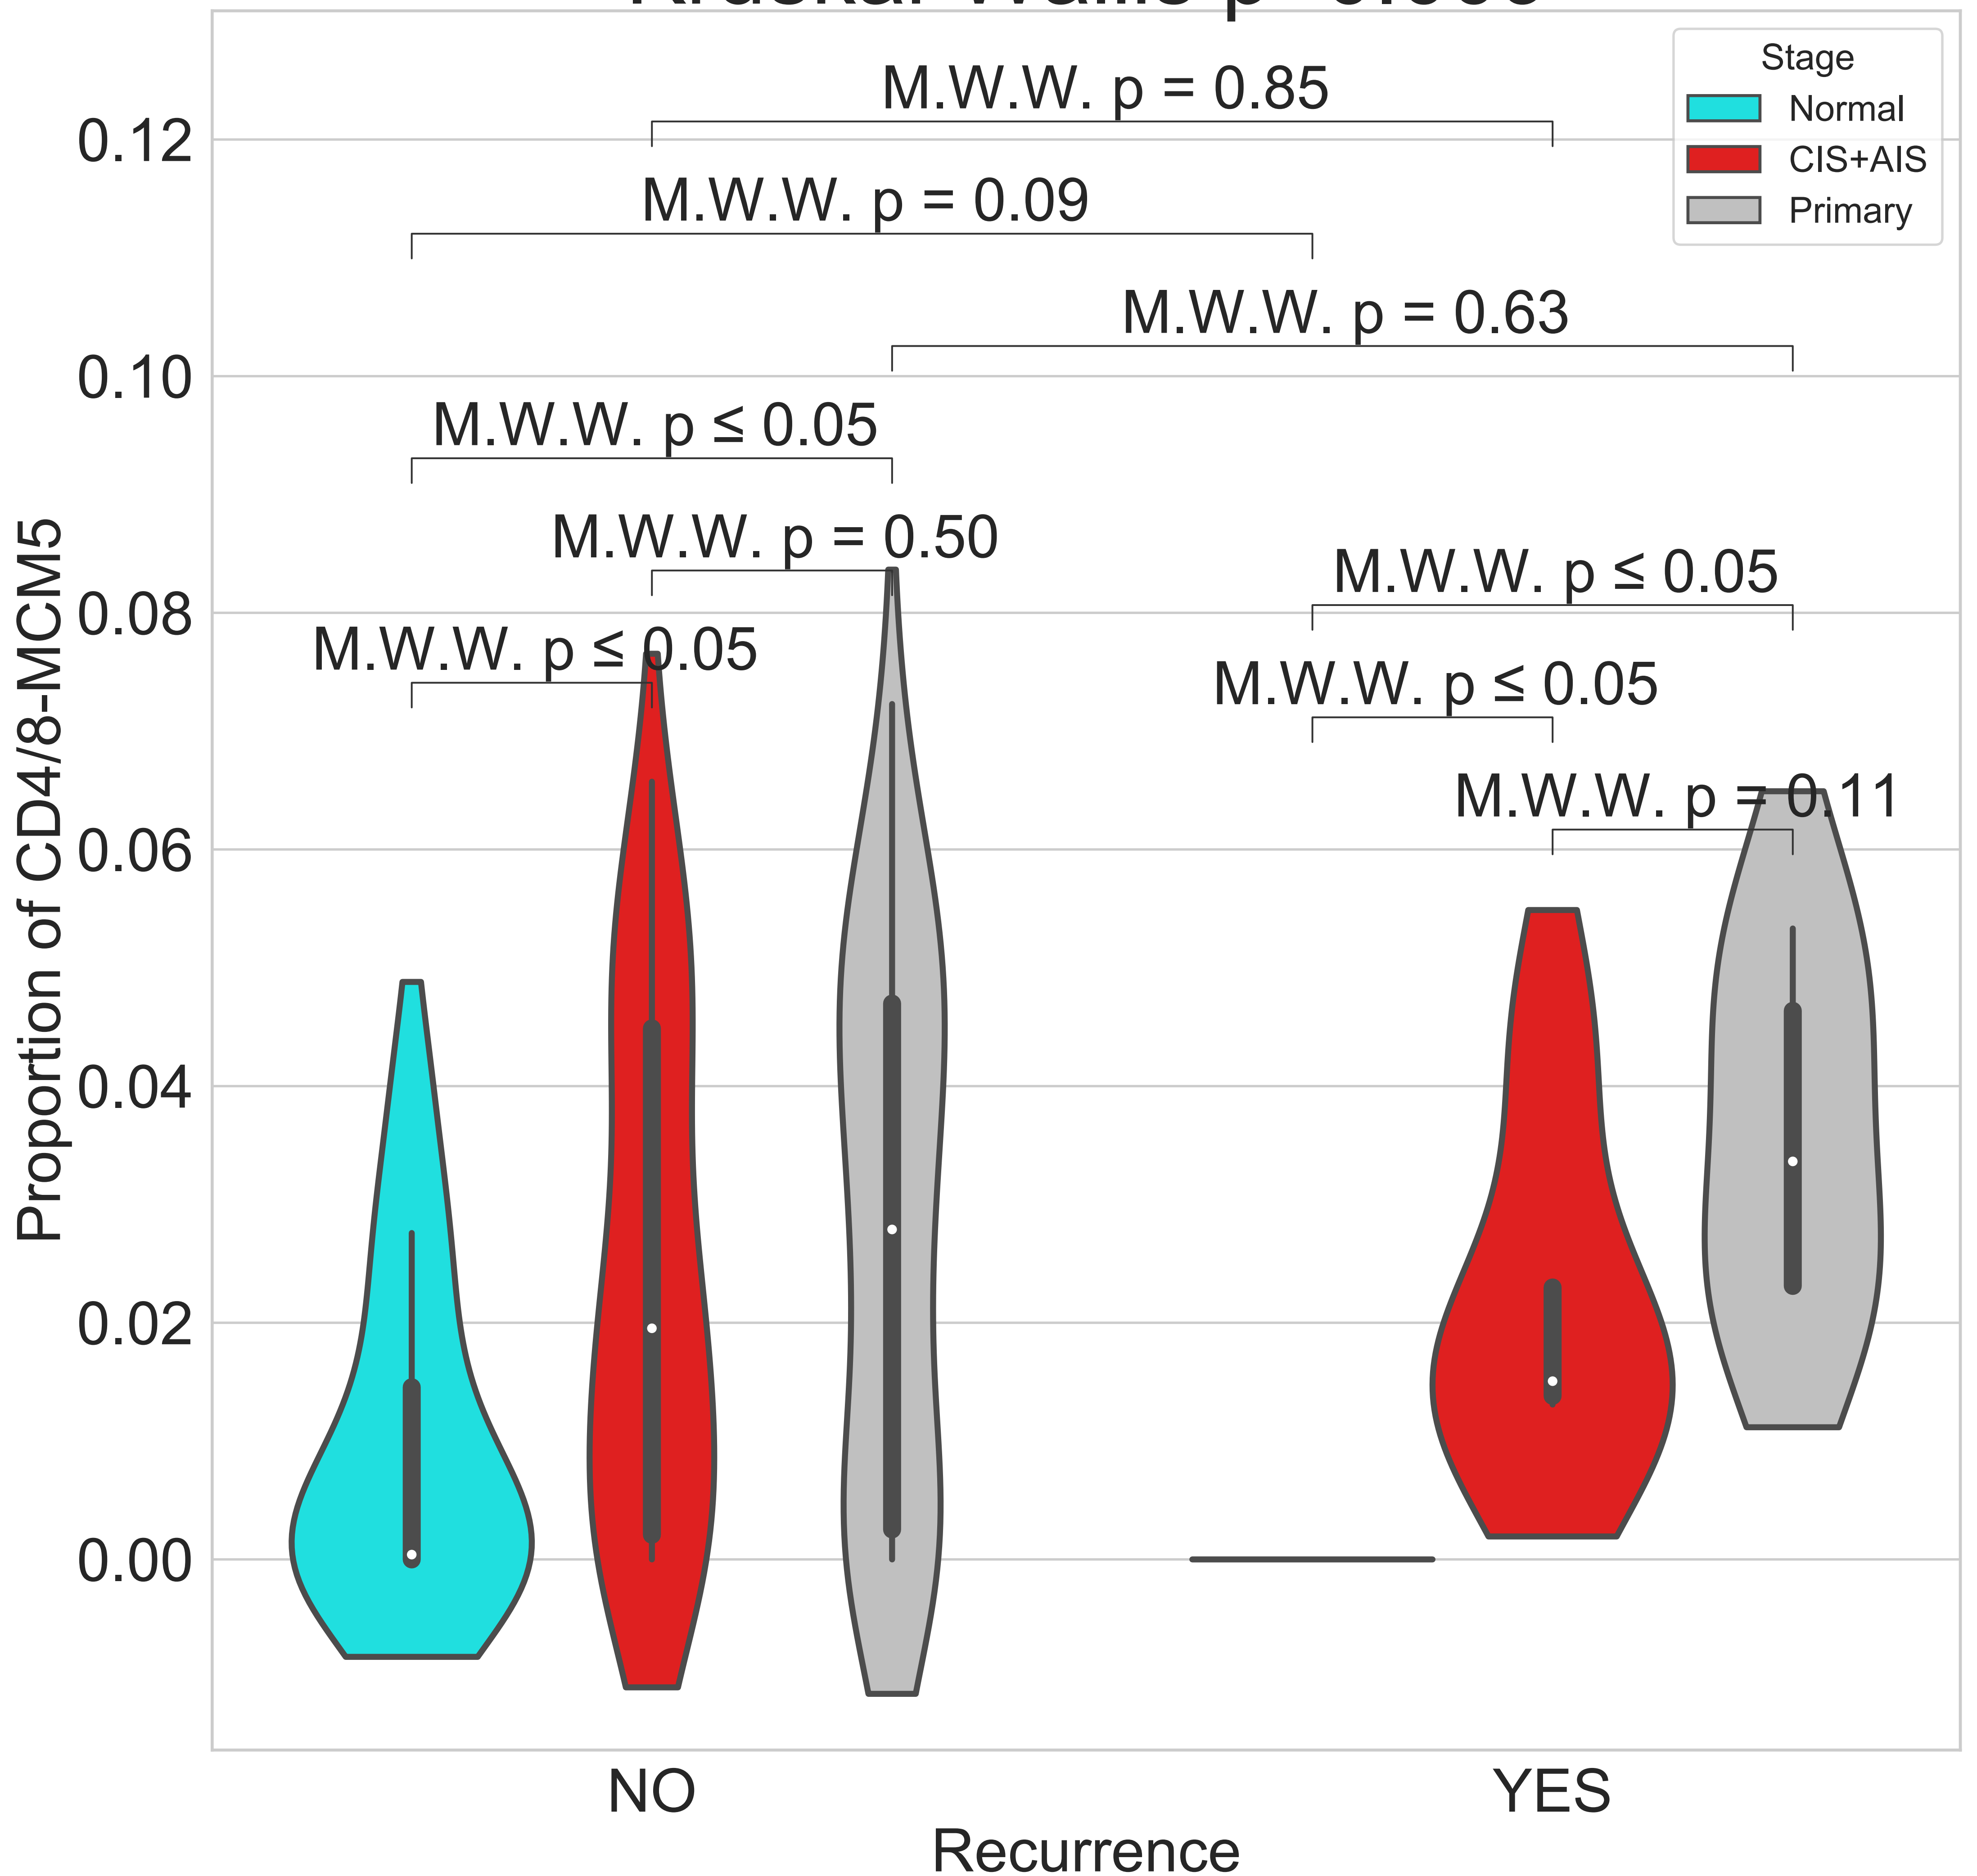 Stage
Normal
CIS+AIS
Primary
M.W.W. p = 0.85
M.W.W. p = 0.09
M.W.W. p = 0.63
M.W.W. p ≤ 0.05
M.W.W. p = 0.50
M.W.W. p ≤ 0.05
M.W.W. p ≤ 0.05
M.W.W. p ≤ 0.05
M.W.W. p = 0.11
Proportion of CD4/8-MCM5
0.12
0.10
0.08
0.06
0.04
0.02
0.00
NO
YES
Recurrence